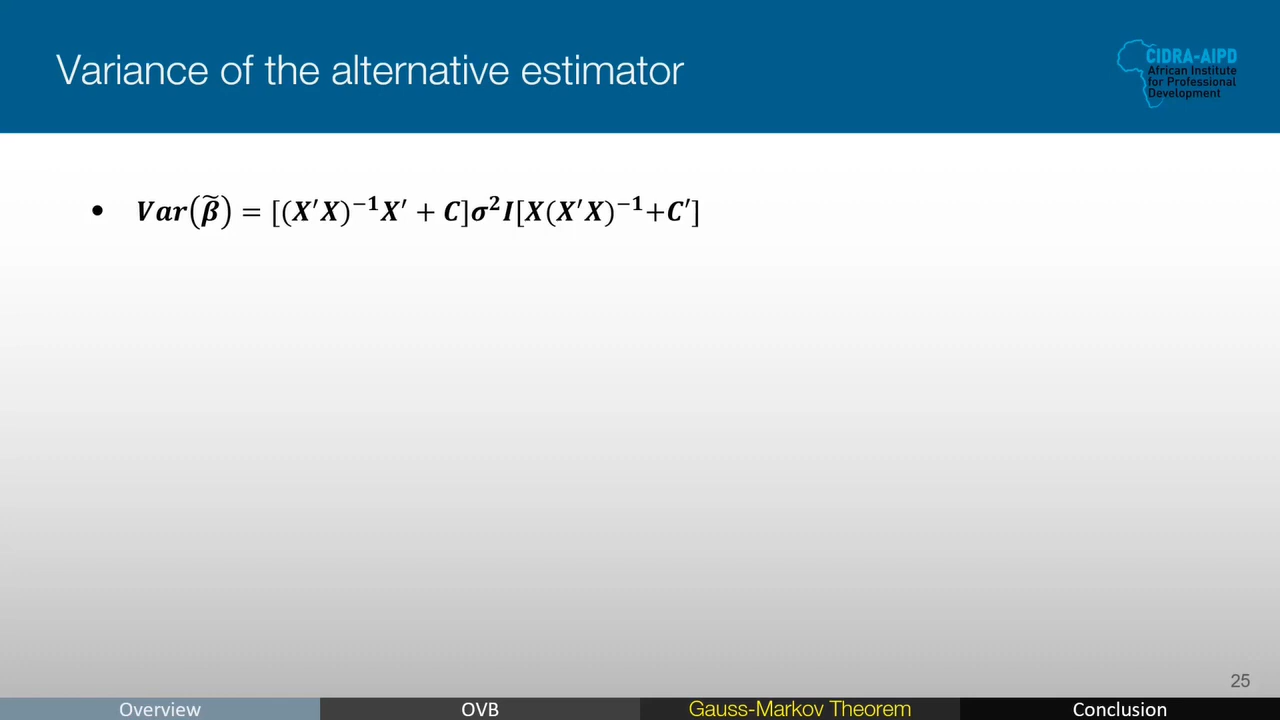 Variance of the alternative estimator
CIDRA-AIPD
African Institute
for Professional
Development
• Var(β̃) = [(X′X)⁻¹X′ + C]σ²I[X(X′X)⁻¹+C′]
25
Overview
OVB
Gauss-Markov Theorem
Conclusion